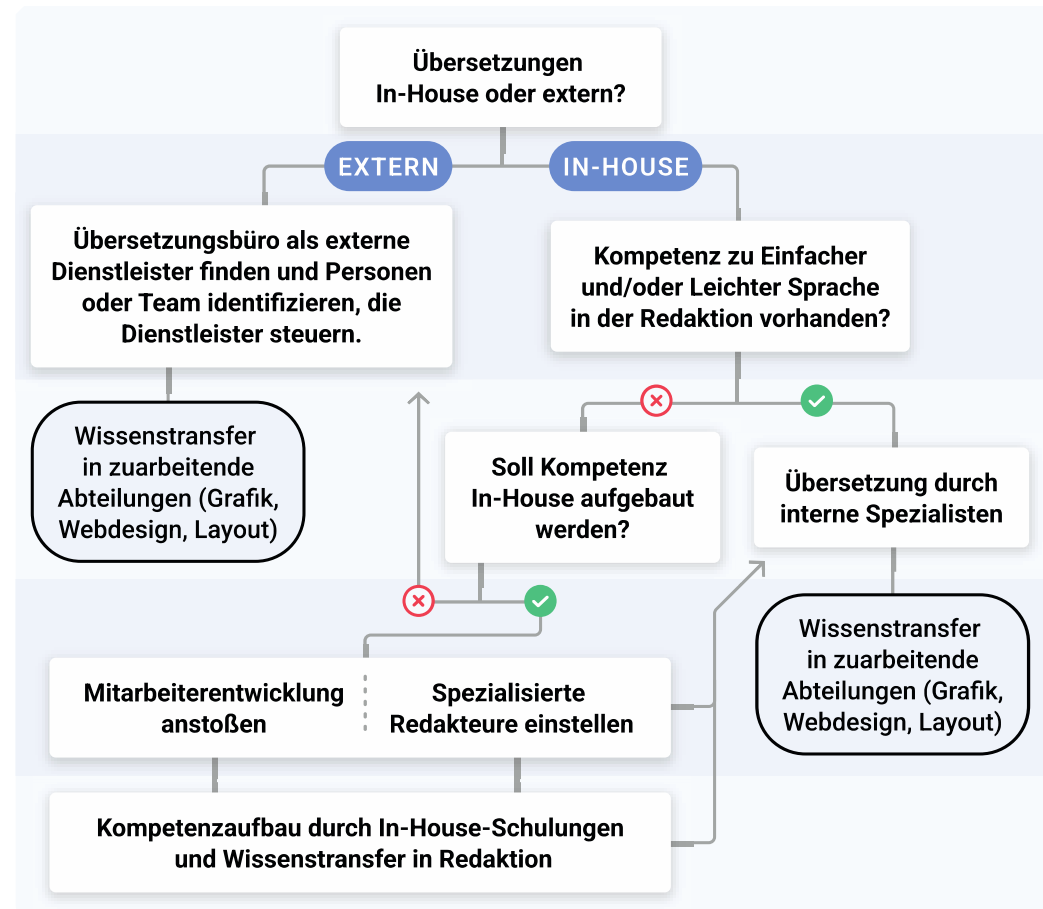 Übersetzungen
In-House oder extern?
EXTERN
IN-HOUSE
Übersetzungsbüro als externe
Dienstleister finden und Personen
oder Team identifizieren, die
Dienstleister steuern.
Kompetenz zu Einfacher
und/oder Leichter Sprache
in der Redaktion vorhanden?
Wissenstransfer
in zuarbeitende
Abteilungen (Grafik,
Webdesign, Layout)
Soll Kompetenz
In-House aufgebaut
werden?
Übersetzung durch
interne Spezialisten
Wissenstransfer
in zuarbeitende
Abteilungen (Grafik,
Webdesign, Layout)
Mitarbeiterentwicklung
anstoßen
Spezialisierte
Redakteure einstellen
Kompetenzaufbau durch In-House-Schulungen
und Wissenstransfer in Redaktion